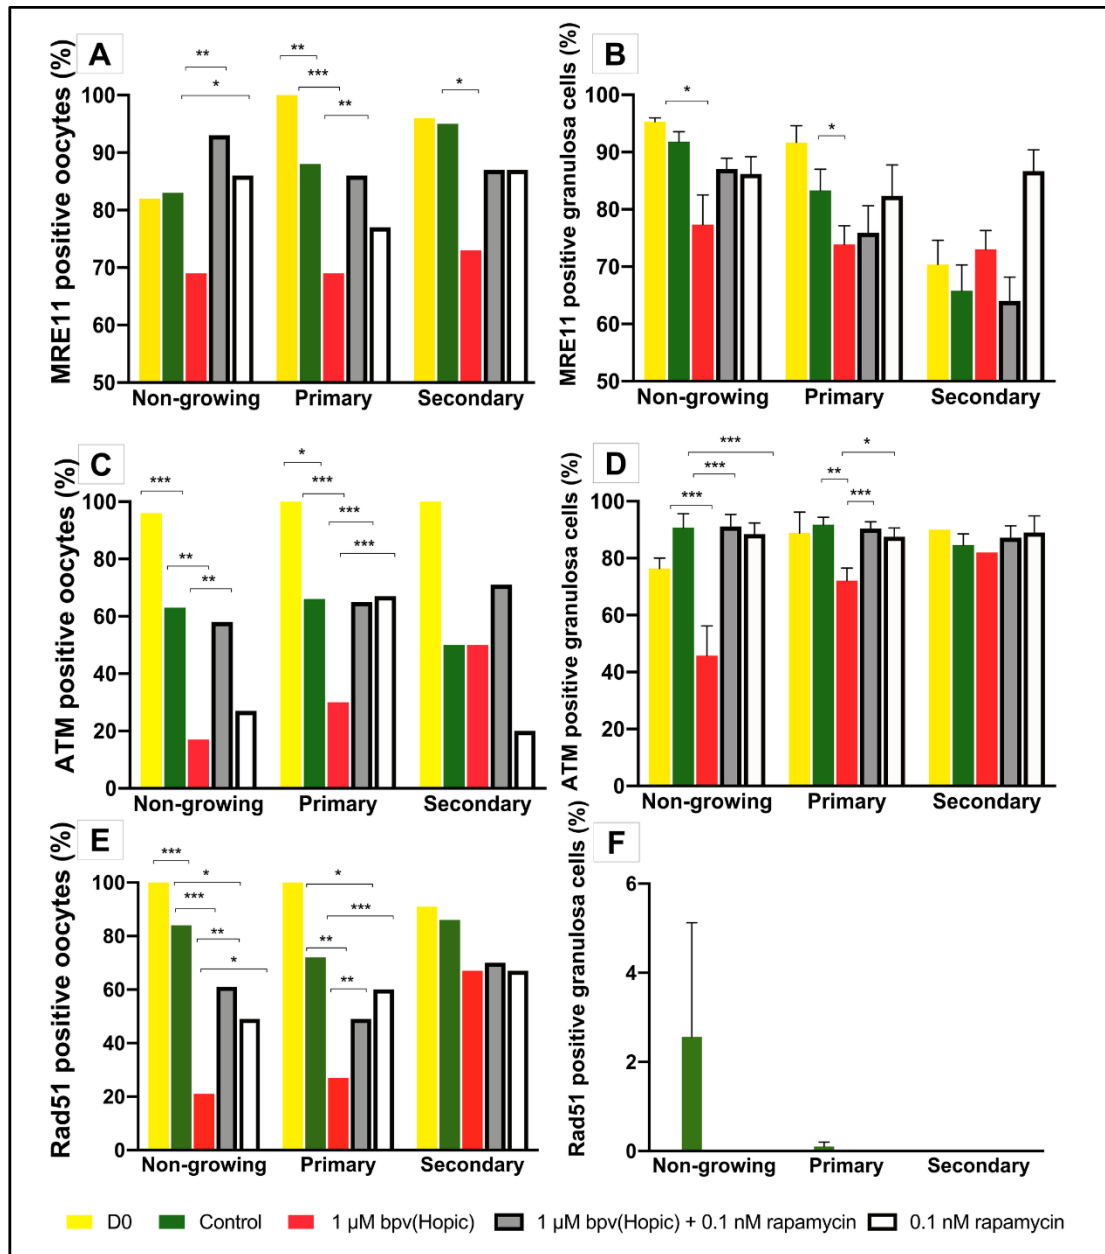 A
MRE11 positive oocytes (%)
** ** *
* *** **
100
90
80
70
60
50
Non-growing Primary Secondary
B
MRE11 positive granulosa cells (%)
* *
100
90
80
70
60
50
Non-growing Primary Secondary
C
ATM positive oocytes (%)
*** ** **
* *** *** ***
100
80
60
40
20
0
Non-growing Primary Secondary
D
ATM positive granulosa cells (%)
*** *** ***
* ** ***
100
80
60
40
20
0
Non-growing Primary Secondary
E
Rad51 positive oocytes (%)
*** * *** ** *
* *** ** **
100
80
60
40
20
0
Non-growing Primary Secondary
F
Rad51 positive granulosa cells (%)
6
4
2
0
Non-growing Primary Secondary
D0 Control 1 µM bpv(Hopic) 1 µM bpv(Hopic) + 0.1 nM rapamycin 0.1 nM rapamycin